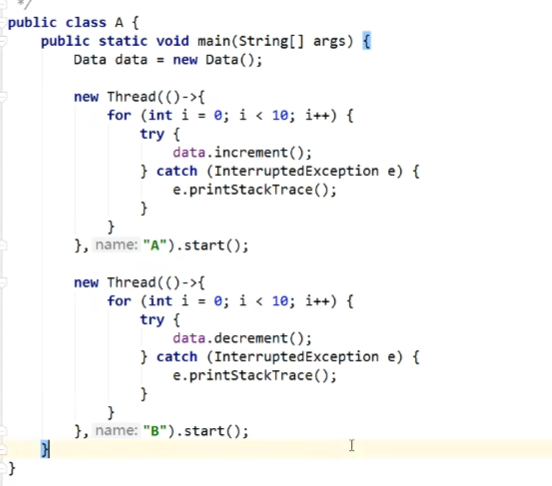 */
public class A {
    public static void main(String[] args) {
        Data data = new Data();

        new Thread(()->{
            for (int i = 0; i < 10; i++) {
                try {
                    data.increment();
                } catch (InterruptedException e) {
                    e.printStackTrace();
                }
            }
        }, name: "A").start();

        new Thread(()->{
            for (int i = 0; i < 10; i++) {
                try {
                    data.decrement();
                } catch (InterruptedException e) {
                    e.printStackTrace();
                }
            }
        }, name: "B").start();
    }
}